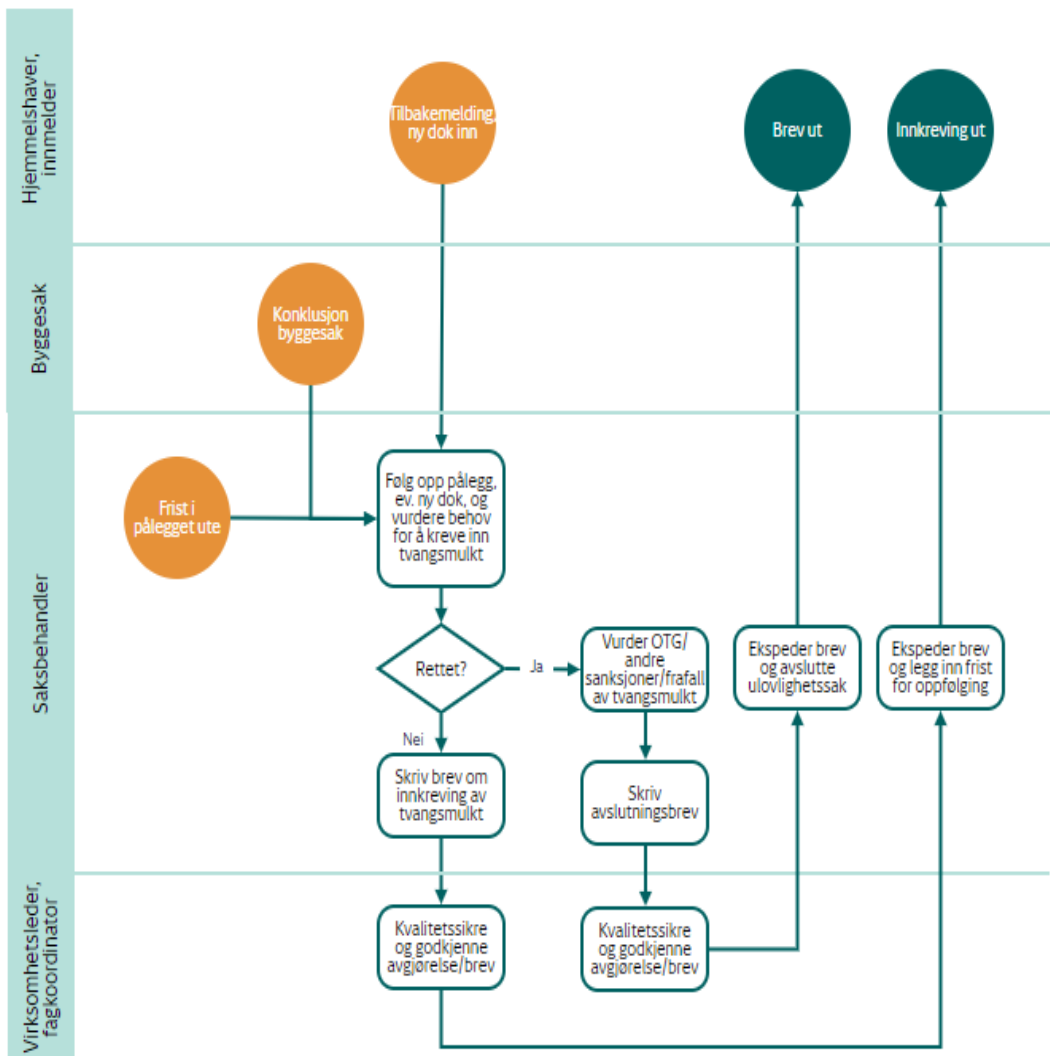 Hjemmelshaver,
innmelder
Tilbakemelding,
ny dok inn
Brev ut
Innkreving ut
Byggesak
Konklusjon
byggesak
Saksbehandler
Frist i
pålegget ute
Følg opp pålegg,
ev. ny dok, og
vurdere behov
for å kreve inn
tvangsmulkt
Rettet?
Ja
Nei
Vurder OTG/
andre
sanksjoner/frafall
av tvangsmulkt
Ekspeder brev
og avslutte
ulovlighetssak
Ekspeder brev
og legg inn frist
for oppfølging
Skriv brev om
innkreving av
tvangsmulkt
Skriv
avslutningsbrev
Virksomhetsleder,
fagkoordinator
Kvalitetssikre
og godkjenne
avgjørelse/brev
Kvalitetssikre
og godkjenne
avgjørelse/brev